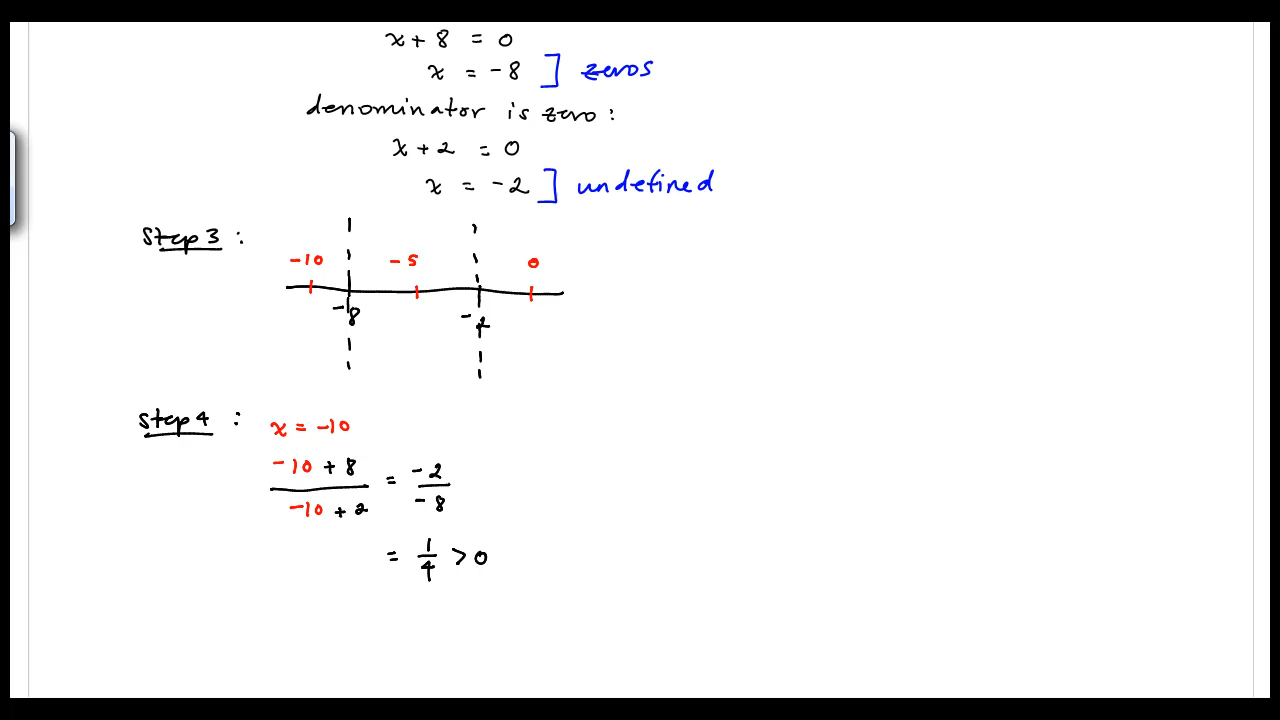 x + 8 = 0
x = -8 ] zeros
denominator is zero :
x + 2 = 0
x = -2 ] undefined
Step 3 :
-10 -5 0
-8 -2
Step 4 :
x = -10
-10 + 8 / -10 + 2 = -2 / -8
= 1/4 > 0